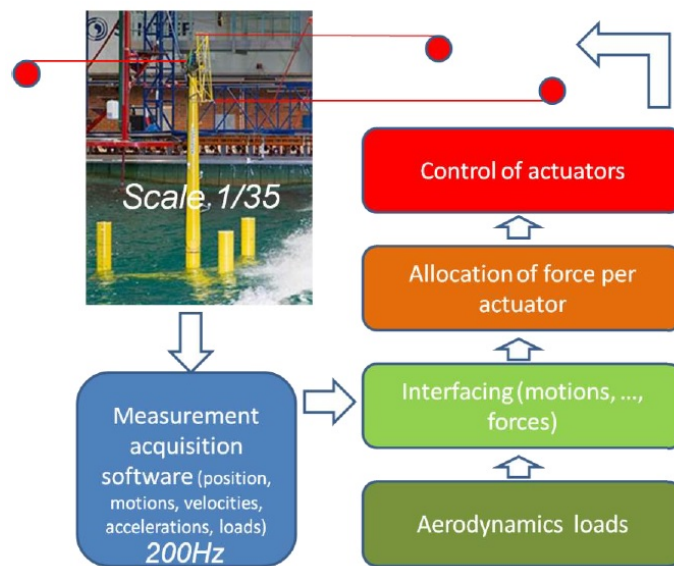 Scale 1/35
Control of actuators
Allocation of force per
actuator
Interfacing (motions, ...,
forces)
Aerodynamics loads
Measurement
acquisition
software (position,
motions, velocities,
accelerations, loads)
200Hz